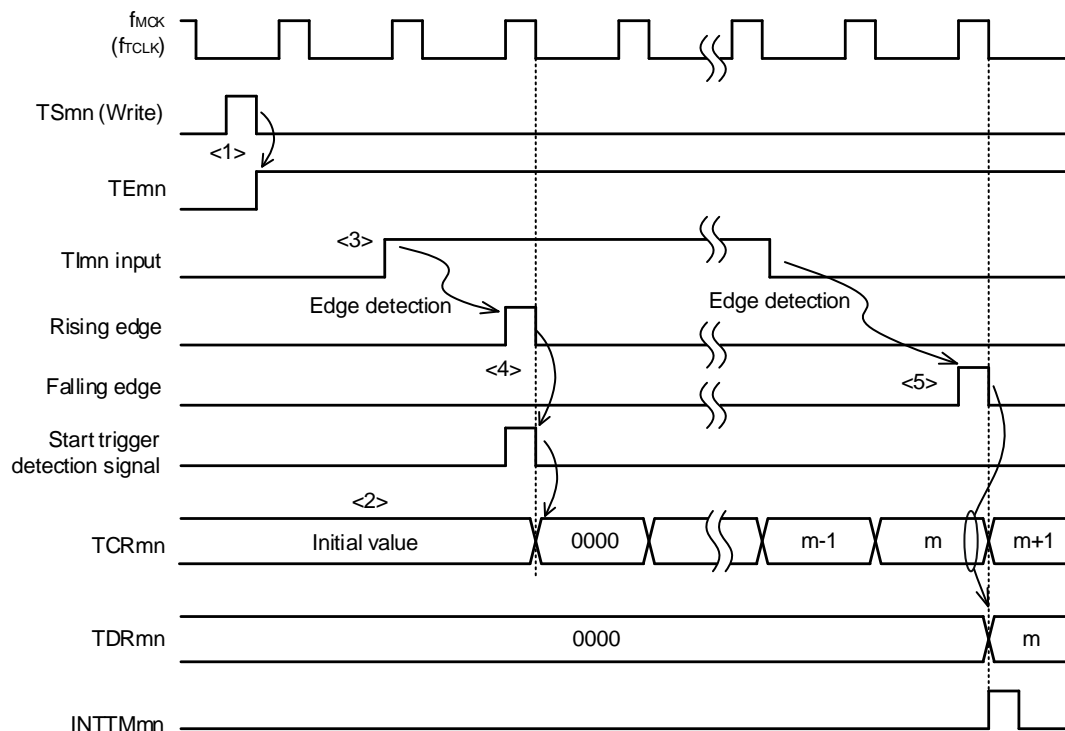 fMCK
(fTCLK)
TSmn (Write)
<1>
TEmn
<3>
TImn input
Edge detection
Edge detection
Rising edge
<4>
<5>
Falling edge
Start trigger
detection signal
<2>
TCRmn
Initial value
0000
m-1
m
m+1
TDRmn
0000
m
INTTMmn